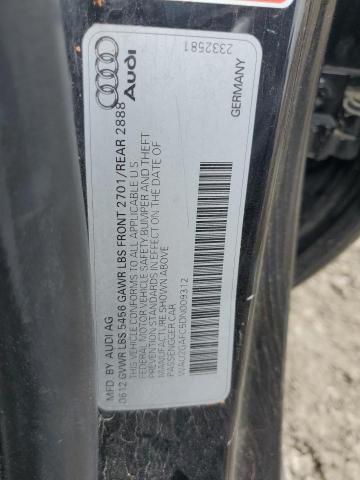 Audi
2332581
GERMANY
MFD. BY AUDI AG
0612 GVWR LBS 5456 GAWR LBS FRONT 2701/REAR 2888
THIS VEHICLE CONFORMS TO ALL APPLICABLE U.S
FEDERAL MOTOR VEHICLE SAFETY, BUMPER AND THEFT
PREVENTION STANDARDS IN EFFECT ON THE DATE OF
MANUFACTURE SHOWN ABOVE
PASSENGER CAR
WAU2GAFC5DN009312